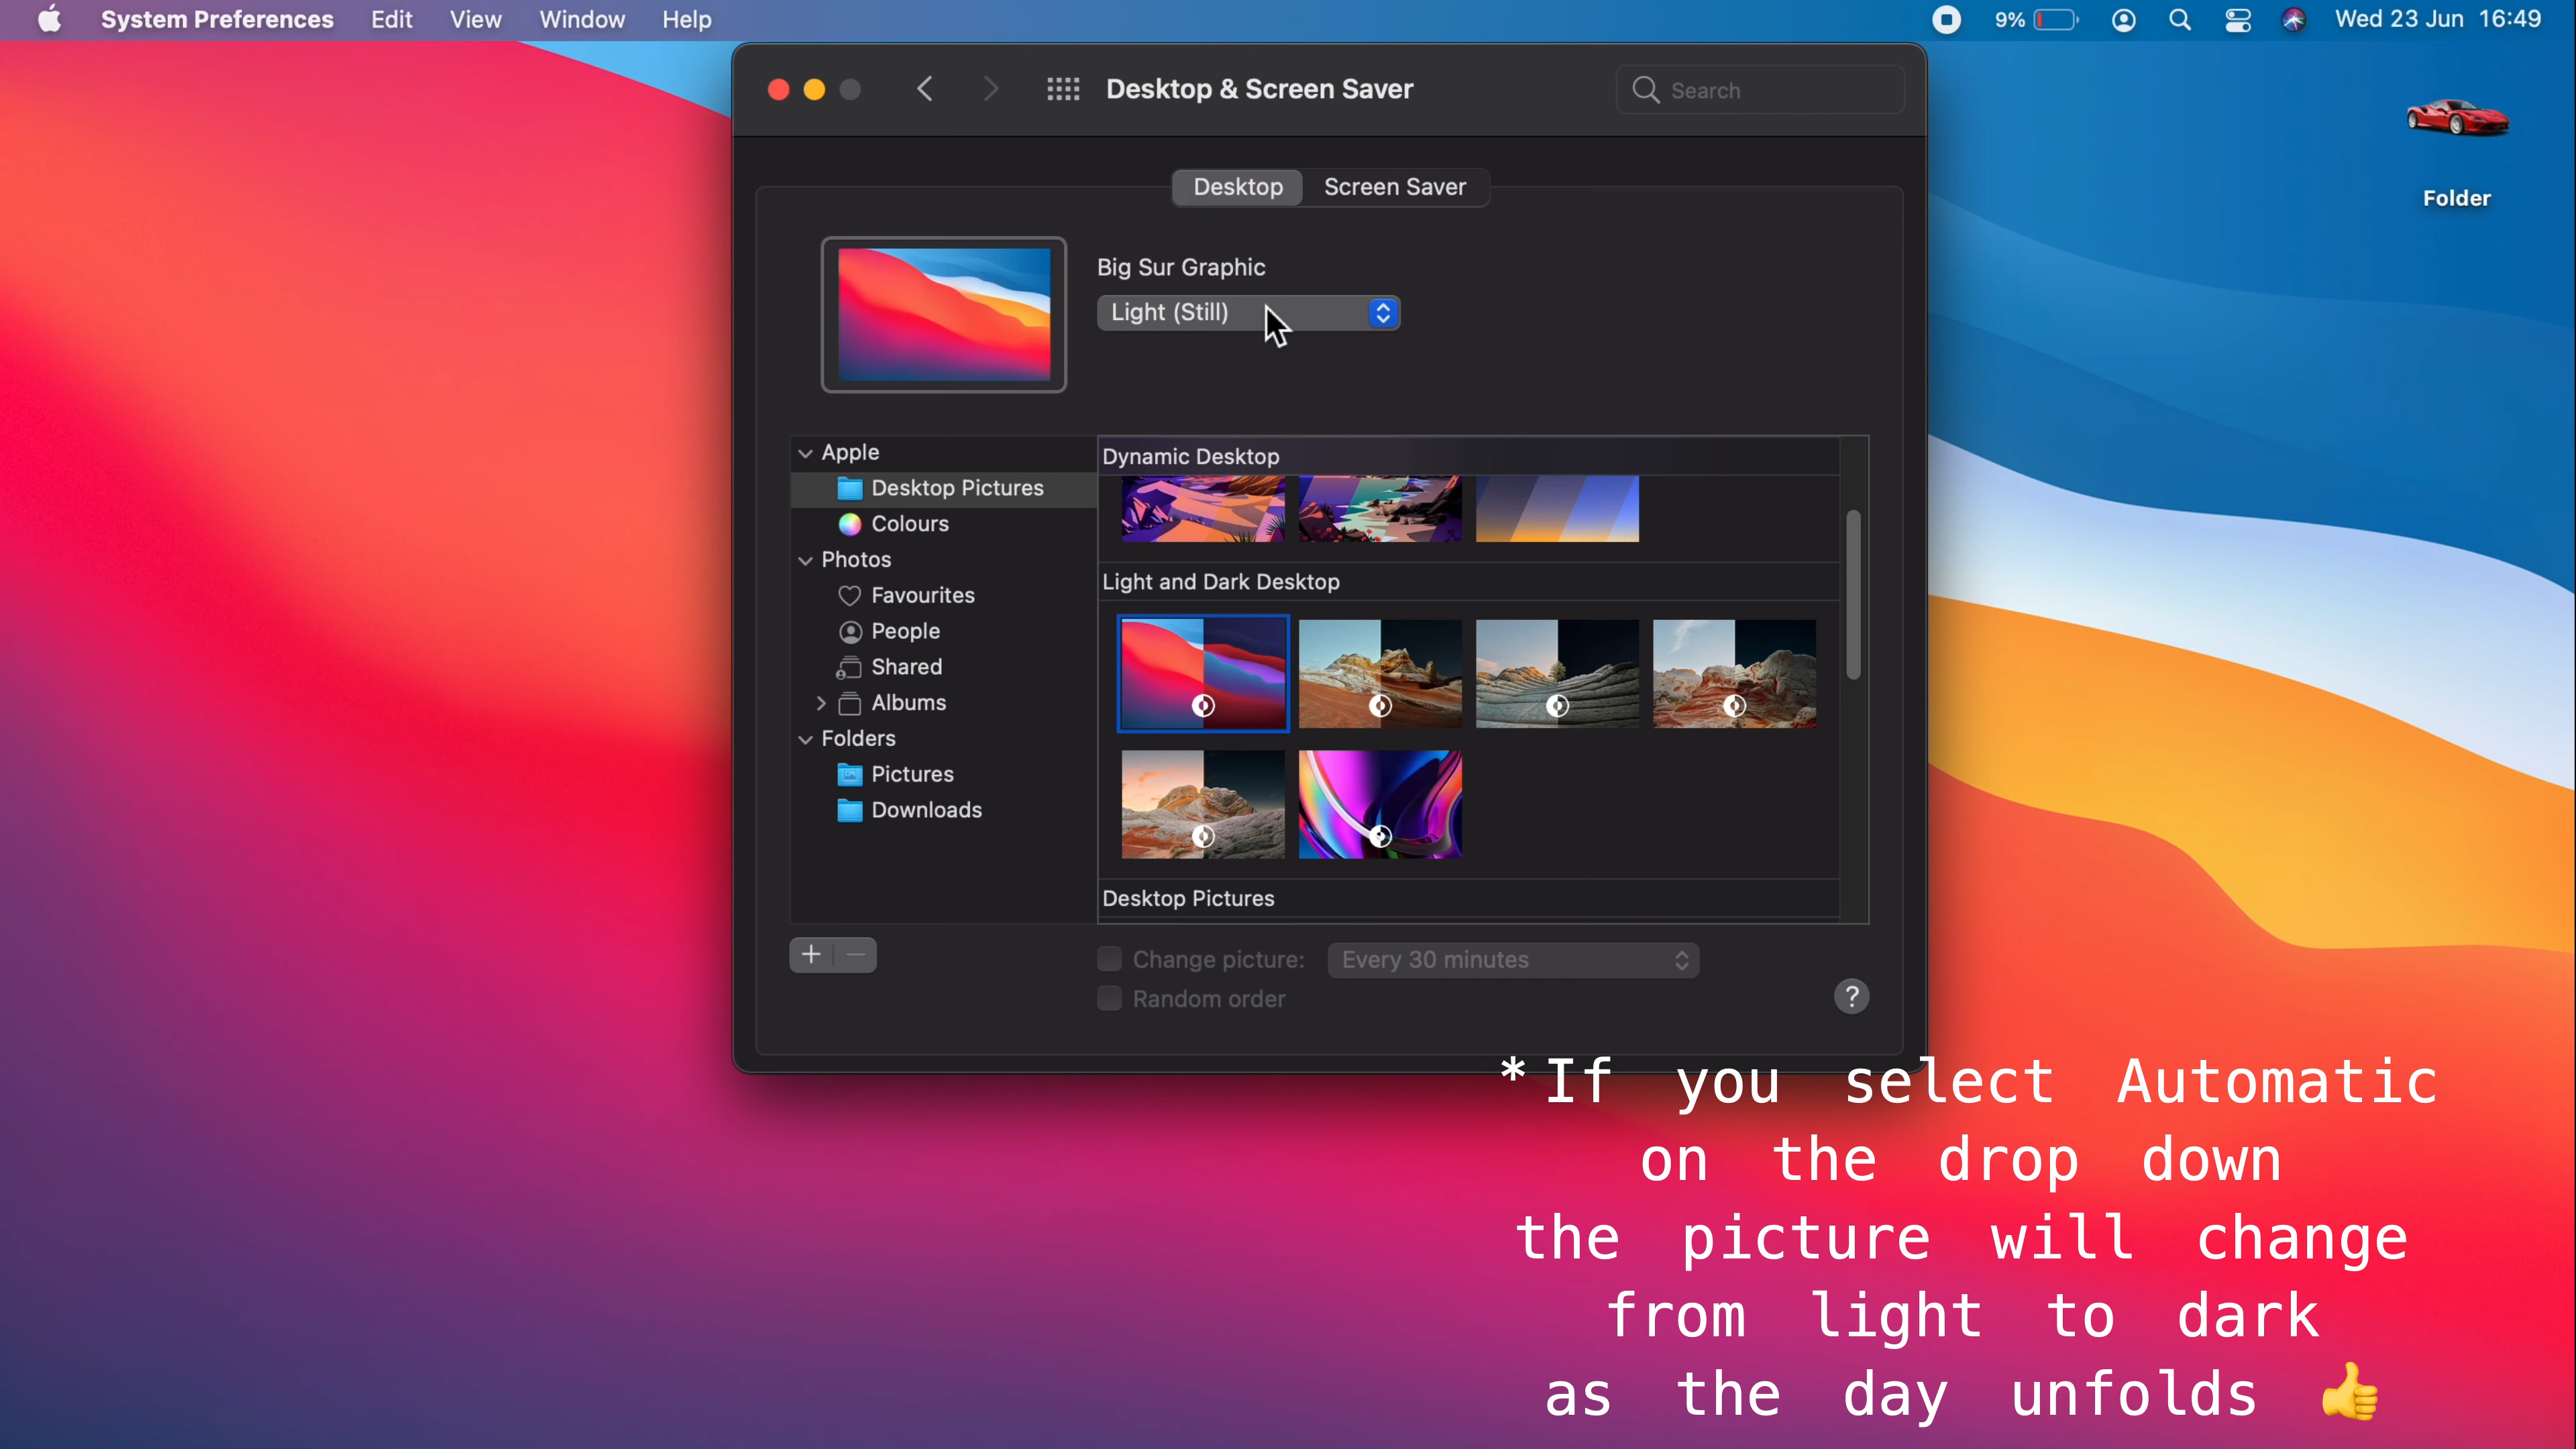 System Preferences Edit View Window Help 9% Wed 23 Jun 16:49
Desktop & Screen Saver Search
Folder
Desktop Screen Saver
Big Sur Graphic
Light (Still)
Apple
Desktop Pictures
Colours
Photos
Favourites
People
Shared
Albums
Folders
Pictures
Downloads
Dynamic Desktop
Light and Dark Desktop
Desktop Pictures
+ −
Change picture: Every 30 minutes
Random order
?
*If you select Automatic
on the drop down
the picture will change
from light to dark
as the day unfolds 👍